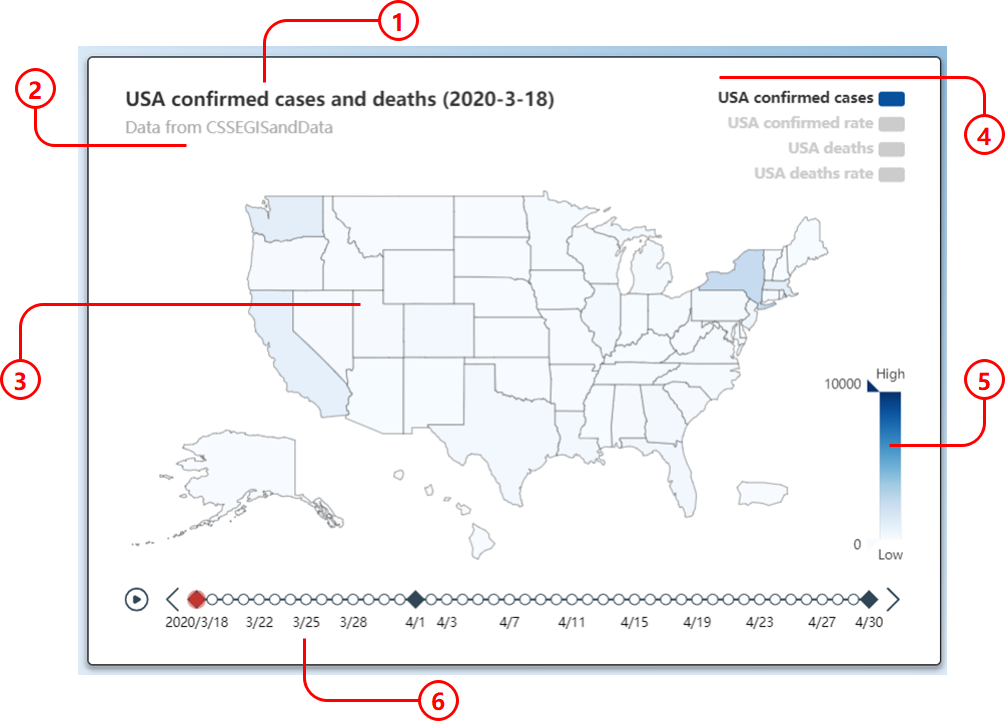 1
2
USA confirmed cases and deaths (2020-3-18)
Data from CSSEGISandData
USA confirmed cases
USA confirmed rate
USA deaths
USA deaths rate
4
3
High
10000
5
0
Low
2020/3/18 3/22 3/25 3/28 4/1 4/3 4/7 4/11 4/15 4/19 4/23 4/27 4/30
6